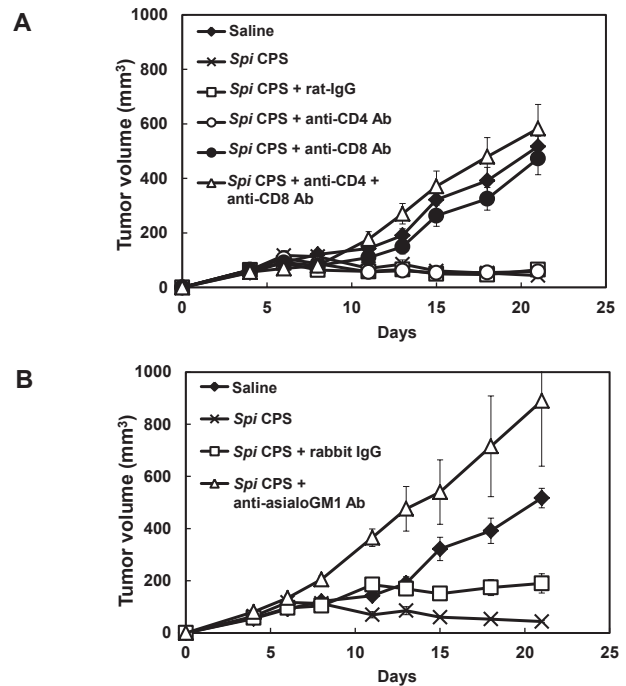 A
Tumor volume (mm³)
1000
800
600
400
200
0
Saline
Spi CPS
Spi CPS + rat-IgG
Spi CPS + anti-CD4 Ab
Spi CPS + anti-CD8 Ab
Spi CPS + anti-CD4 +
anti-CD8 Ab
0 5 10 15 20 25
Days
B
Tumor volume (mm³)
1000
800
600
400
200
0
Saline
Spi CPS
Spi CPS + rabbit IgG
Spi CPS +
anti-asialoGM1 Ab
0 5 10 15 20 25
Days